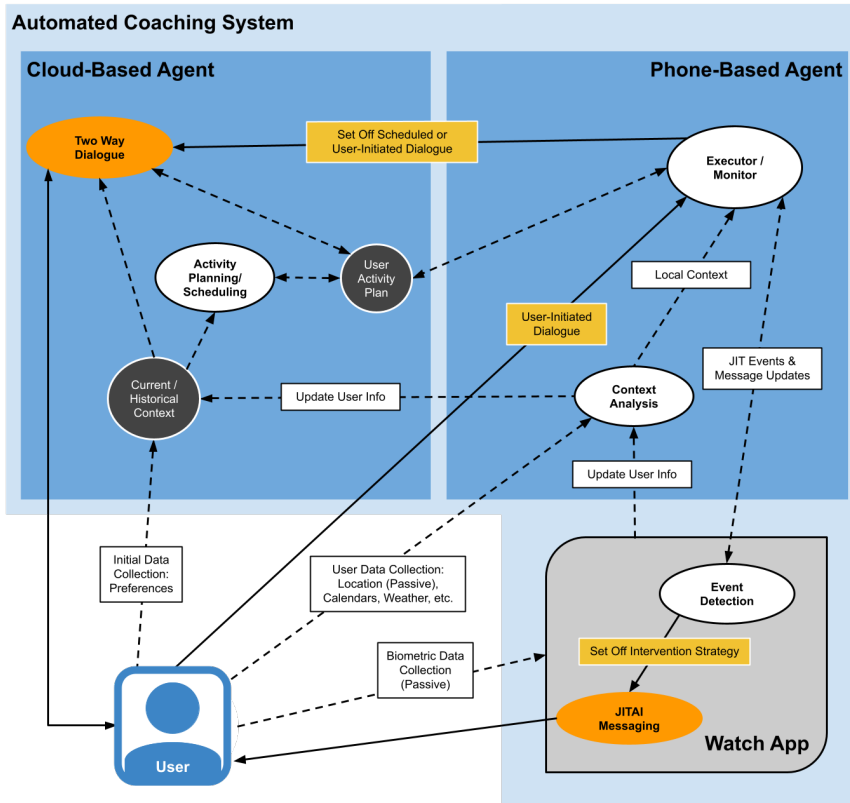 Automated Coaching System
Cloud-Based Agent
Phone-Based Agent
Two Way
Dialogue
Set Off Scheduled or
User-Initiated Dialogue
Executor /
Monitor
Activity
Planning/
Scheduling
User
Activity
Plan
Local Context
User-Initiated
Dialogue
JIT Events &
Message Updates
Current /
Historical
Context
Update User Info
Context
Analysis
Update User Info
Initial Data
Collection:
Preferences
User Data Collection:
Location (Passive),
Calendars, Weather, etc.
Event
Detection
Biometric Data
Collection
(Passive)
Set Off Intervention Strategy
JITAI
Messaging
Watch App
User